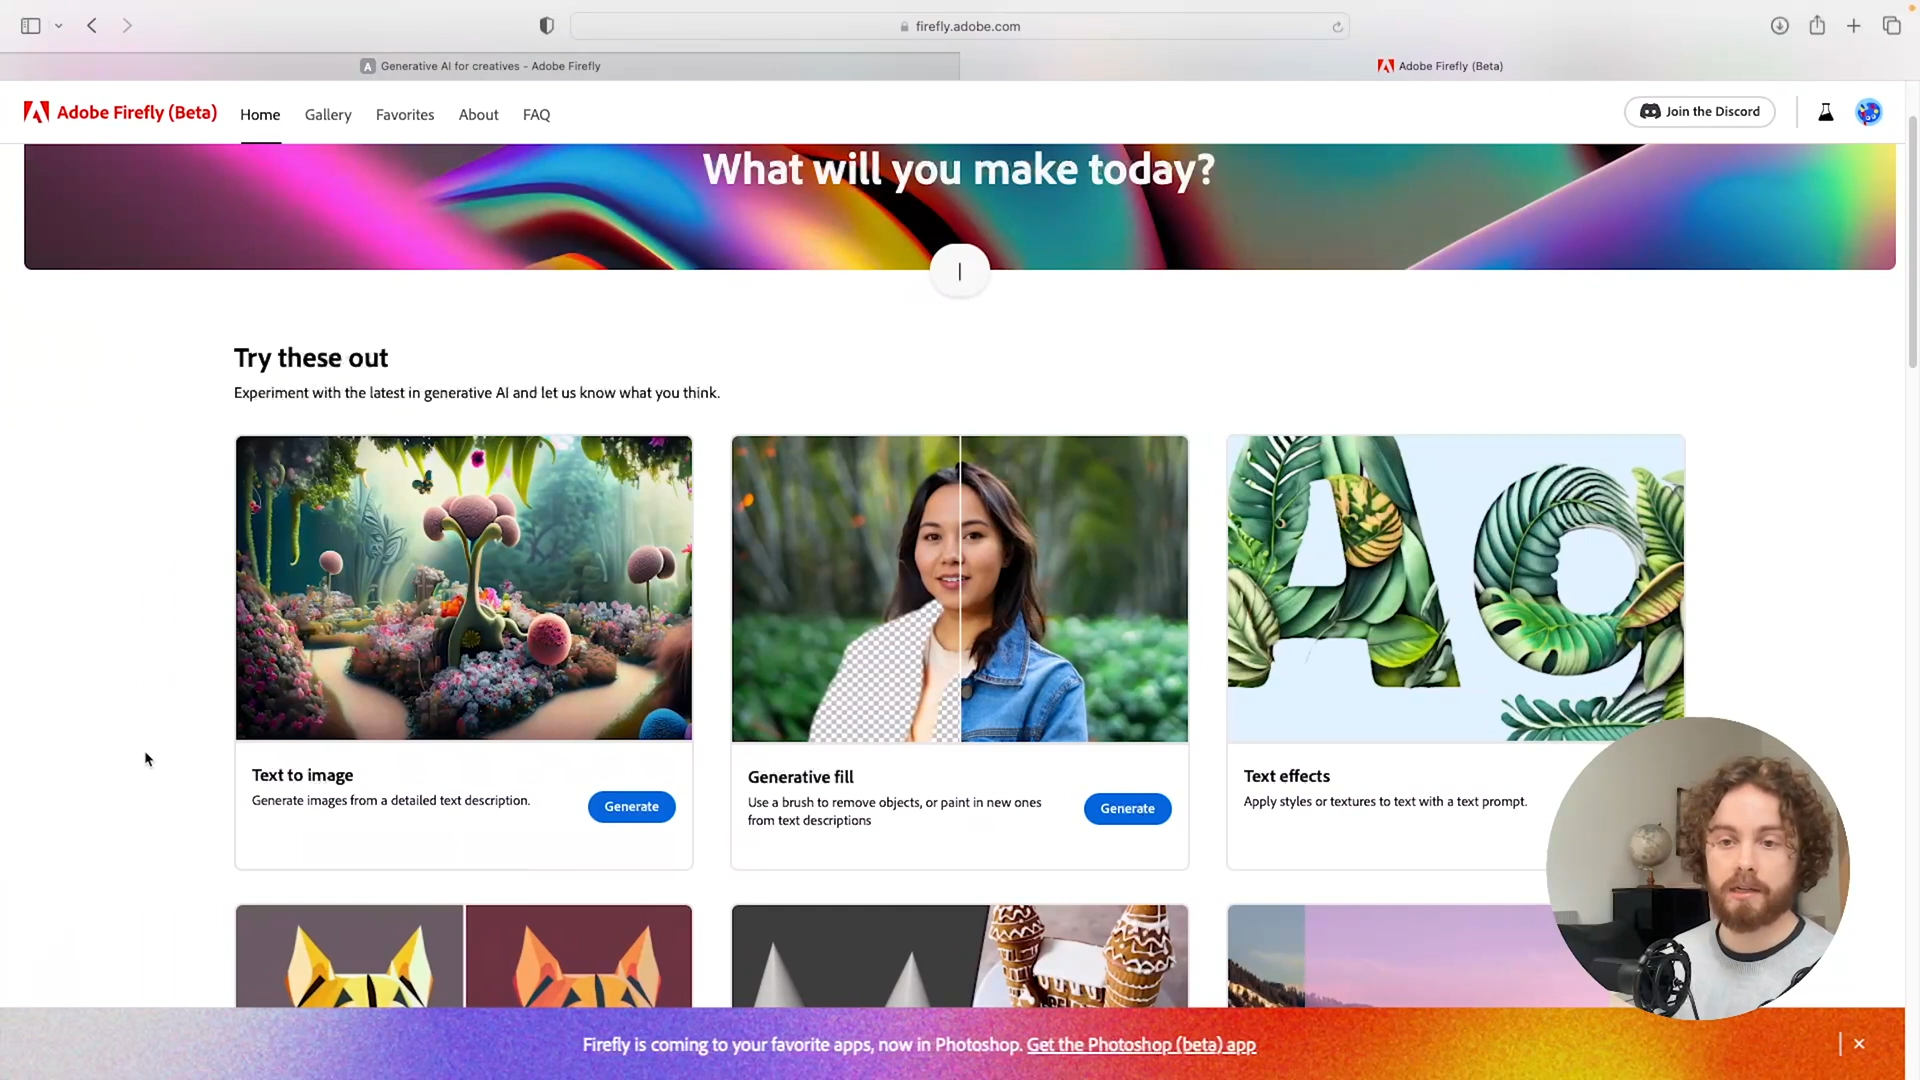 firefly.adobe.com
Generative AI for creatives – Adobe Firefly
Adobe Firefly (Beta)
Adobe Firefly (Beta)
Home
Gallery
Favorites
About
FAQ
Join the Discord
What will you make today?
Try these out
Experiment with the latest in generative AI and let us know what you think.
Ag
Text to image
Generate images from a detailed text description.
Generate
Generative fill
Use a brush to remove objects, or paint in new ones
from text descriptions
Generate
Text effects
Apply styles or textures to text with a text prompt.
Firefly is coming to your favorite apps, now in Photoshop. Get the Photoshop (beta) app